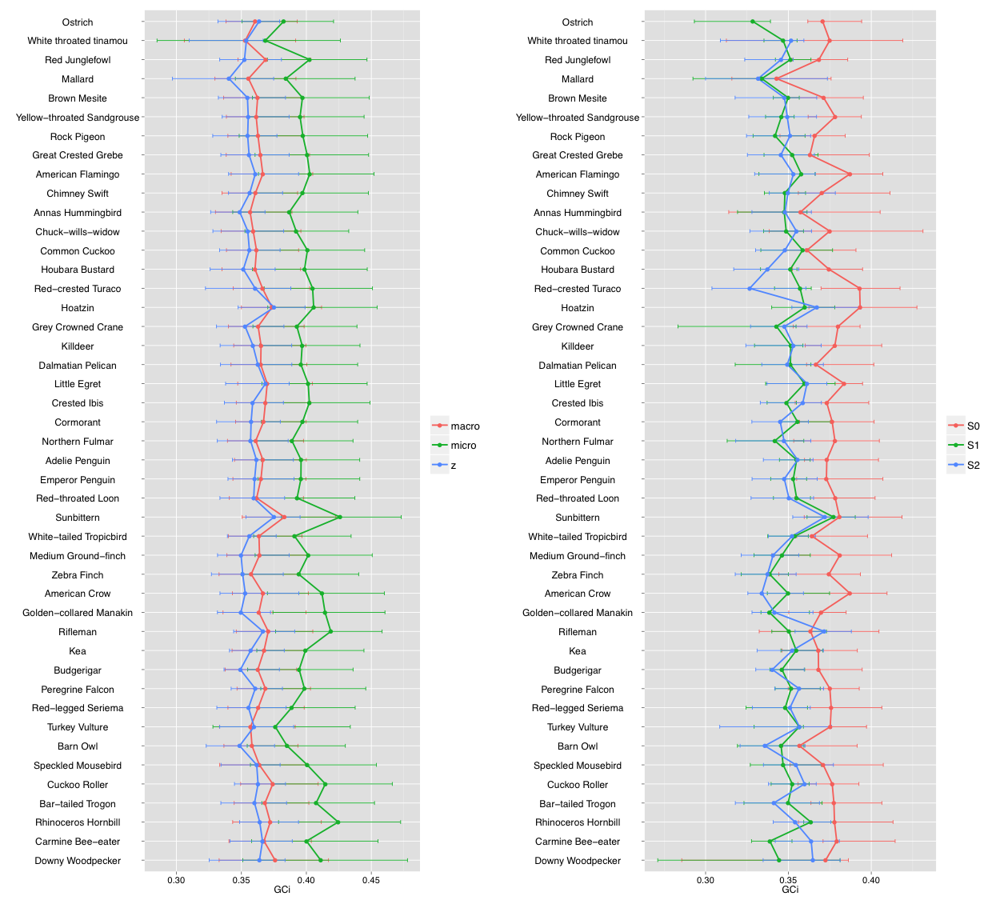 Ostrich
White throated tinamou
Red Junglefowl
Mallard
Brown Mesite
Yellow−throated Sandgrouse
Rock Pigeon
Great Crested Grebe
American Flamingo
Chimney Swift
Annas Hummingbird
Chuck−wills−widow
Common Cuckoo
Houbara Bustard
Red−crested Turaco
Hoatzin
Grey Crowned Crane
Killdeer
Dalmatian Pelican
Little Egret
Crested Ibis
Cormorant
Northern Fulmar
Adelie Penguin
Emperor Penguin
Red−throated Loon
Sunbittern
White−tailed Tropicbird
Medium Ground−finch
Zebra Finch
American Crow
Golden−collared Manakin
Rifleman
Kea
Budgerigar
Peregrine Falcon
Red−legged Seriema
Turkey Vulture
Barn Owl
Speckled Mousebird
Cuckoo Roller
Bar−tailed Trogon
Rhinoceros Hornbill
Carmine Bee−eater
Downy Woodpecker
0.30 0.35 0.40 0.45
GCi
macro
micro
z
Ostrich
White throated tinamou
Red Junglefowl
Mallard
Brown Mesite
Yellow−throated Sandgrouse
Rock Pigeon
Great Crested Grebe
American Flamingo
Chimney Swift
Annas Hummingbird
Chuck−wills−widow
Common Cuckoo
Houbara Bustard
Red−crested Turaco
Hoatzin
Grey Crowned Crane
Killdeer
Dalmatian Pelican
Little Egret
Crested Ibis
Cormorant
Northern Fulmar
Adelie Penguin
Emperor Penguin
Red−throated Loon
Sunbittern
White−tailed Tropicbird
Medium Ground−finch
Zebra Finch
American Crow
Golden−collared Manakin
Rifleman
Kea
Budgerigar
Peregrine Falcon
Red−legged Seriema
Turkey Vulture
Barn Owl
Speckled Mousebird
Cuckoo Roller
Bar−tailed Trogon
Rhinoceros Hornbill
Carmine Bee−eater
Downy Woodpecker
0.30 0.35 0.40
GCi
S0
S1
S2